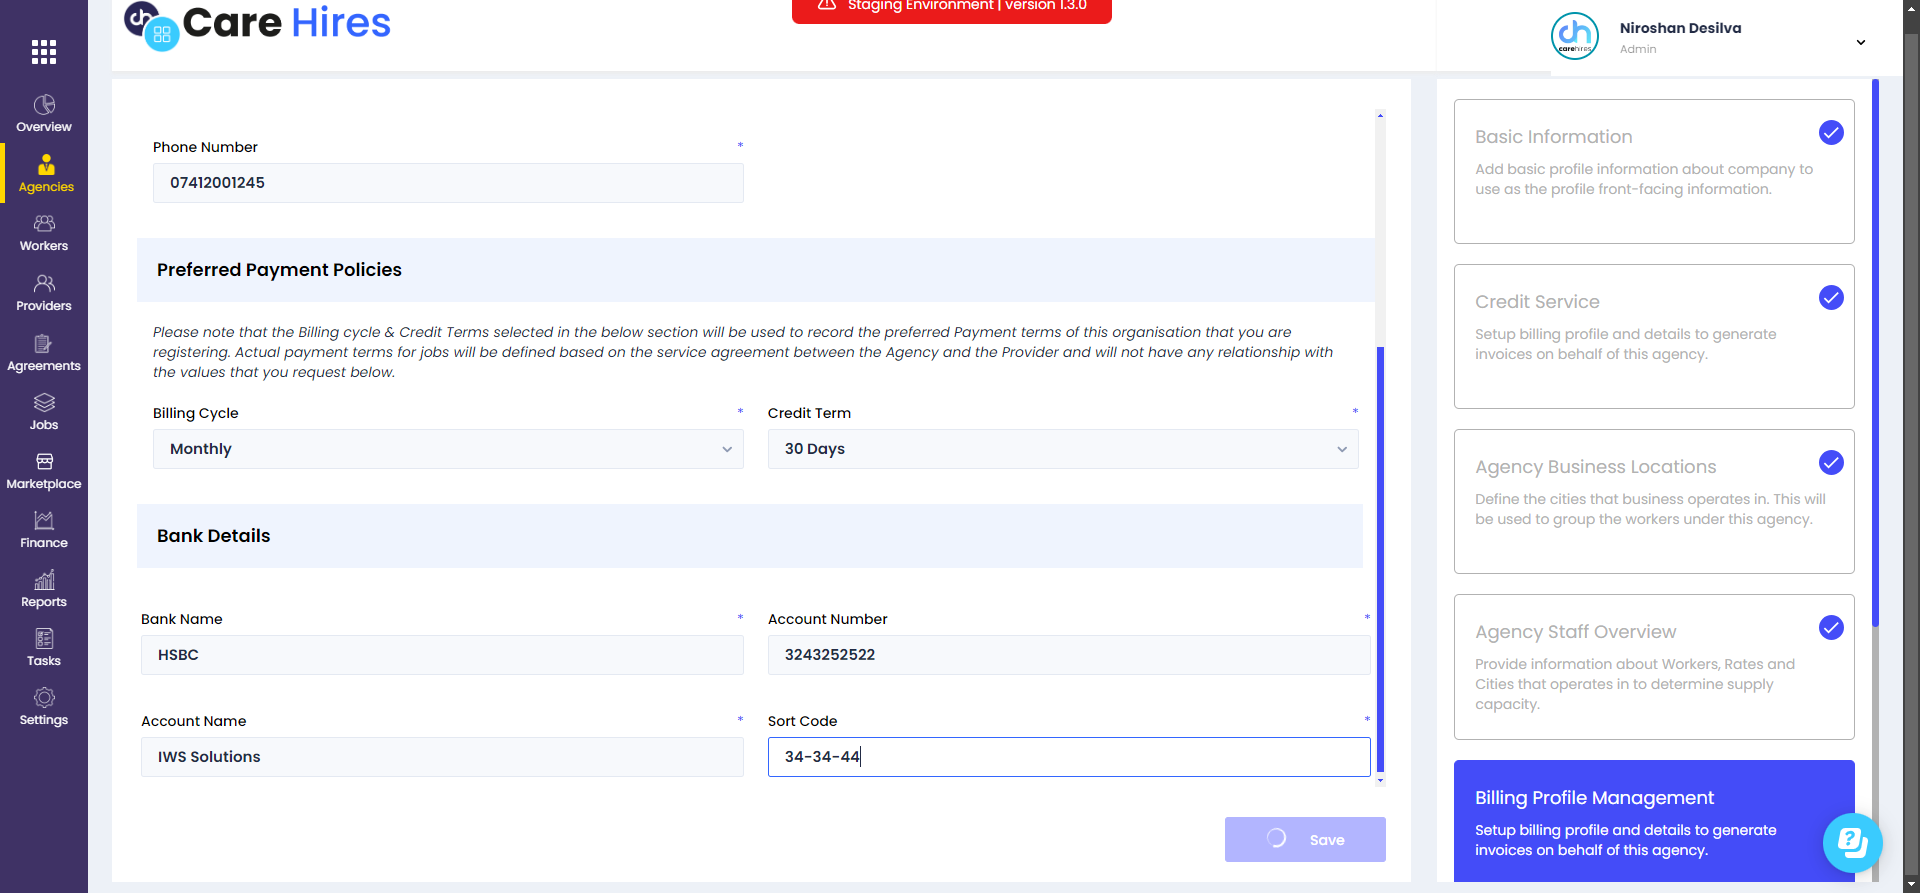 Care Hires
Staging Environment | version 1.3.0
Niroshan Desilva
Admin
Overview
Agencies
Workers
Providers
Agreements
Jobs
Marketplace
Finance
Reports
Tasks
Settings
Phone Number *
07412001245
Preferred Payment Policies
Please note that the Billing cycle & Credit Terms selected in the below section will be used to record the preferred Payment terms of this organisation that you are
registering. Actual payment terms for jobs will be defined based on the service agreement between the Agency and the Provider and will not have any relationship with
the values that you request below.
Billing Cycle *
Credit Term *
Monthly
30 Days
Bank Details
Bank Name *
Account Number *
HSBC
3243252522
Account Name *
Sort Code *
IWS Solutions
34-34-44
Save
Basic Information
Add basic profile information about company to
use as the profile front-facing information.
Credit Service
Setup billing profile and details to generate
invoices on behalf of this agency.
Agency Business Locations
Define the cities that business operates in. This will
be used to group the workers under this agency.
Agency Staff Overview
Provide information about Workers, Rates and
Cities that operates in to determine supply
capacity.
Billing Profile Management
Setup billing profile and details to generate
invoices on behalf of this agency.